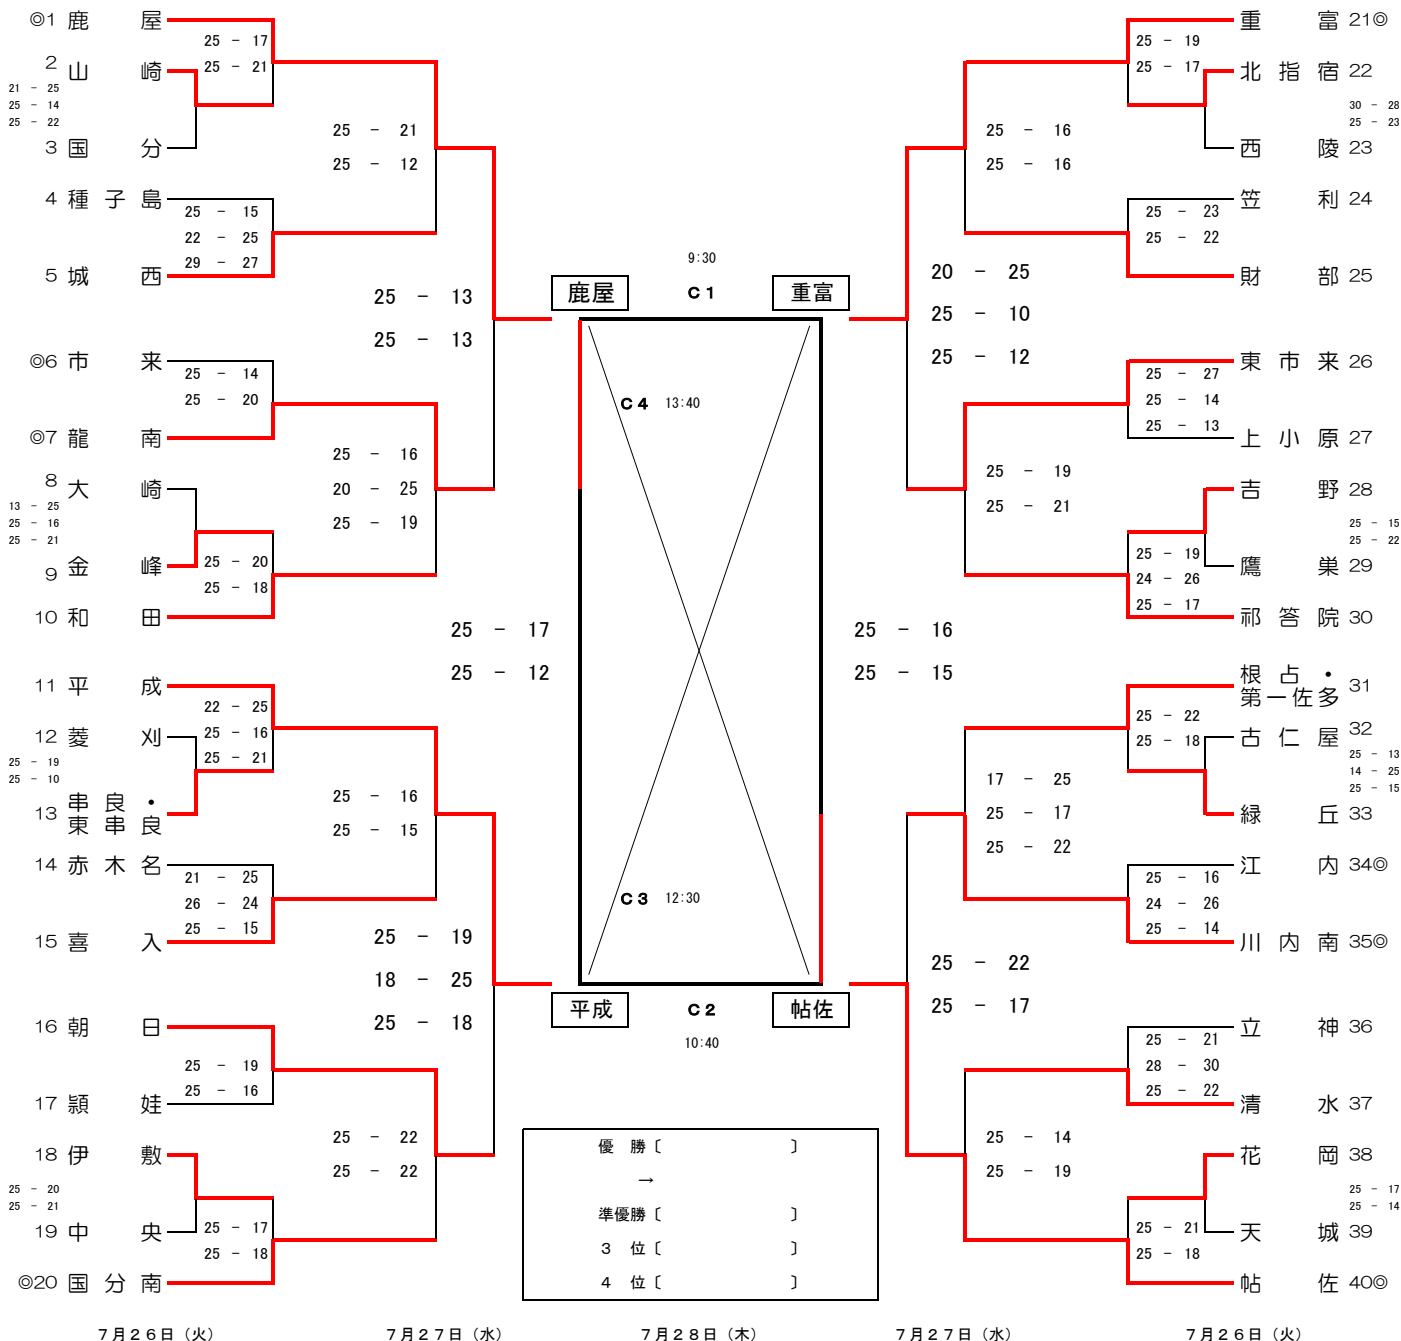 ◎1 鹿屋
25 - 17
25 - 21
2 山崎
21 - 25
25 - 14
25 - 22
3 国分
25 - 21
25 - 12
4 種子島
25 - 15
22 - 25
29 - 27
5 城西
25 - 13
25 - 13
◎6 市来
25 - 14
25 - 20
◎7 龍南
25 - 16
20 - 25
25 - 19
8 大崎
13 - 25
25 - 16
25 - 21
9 金峰
25 - 20
25 - 18
10 和田
25 - 17
25 - 12
11 平成
22 - 25
25 - 16
25 - 21
12 菱刈
25 - 19
25 - 10
13 串良・
東串良
25 - 16
25 - 15
14 赤木名
21 - 25
26 - 24
25 - 15
15 喜入
25 - 19
18 - 25
25 - 18
16 朝日
25 - 19
25 - 16
17 頴娃
25 - 22
25 - 22
18 伊敷
25 - 20
25 - 21
19 中央
25 - 17
25 - 18
◎20 国分南
9:30
鹿屋 C1 重富
C4 13:40
C3 12:30
平成 C2 帖佐
10:40
優勝〔 〕
→
準優勝〔 〕
3位〔 〕
4位〔 〕
重富 21◎
25 - 19
25 - 17
北指宿 22
30 - 28
25 - 23
西陵 23
25 - 16
25 - 16
笠利 24
25 - 23
25 - 22
財部 25
20 - 25
25 - 10
25 - 12
東市来 26
25 - 27
25 - 14
25 - 13
上小原 27
25 - 19
25 - 21
吉野 28
25 - 15
25 - 22
鷹巣 29
25 - 19
24 - 26
25 - 17
祁答院 30
25 - 16
25 - 15
根占・
第一佐多 31
25 - 22
25 - 18
古仁屋 32
25 - 13
14 - 25
25 - 15
緑丘 33
17 - 25
25 - 17
25 - 22
江内 34◎
25 - 16
24 - 26
25 - 14
川内南 35◎
25 - 22
25 - 17
立神 36
25 - 21
28 - 30
25 - 22
清水 37
25 - 14
25 - 19
花岡 38
25 - 17
25 - 14
天城 39
25 - 21
25 - 18
帖佐 40◎
7月26日（火） 7月27日（水） 7月28日（木） 7月27日（水） 7月26日（火）